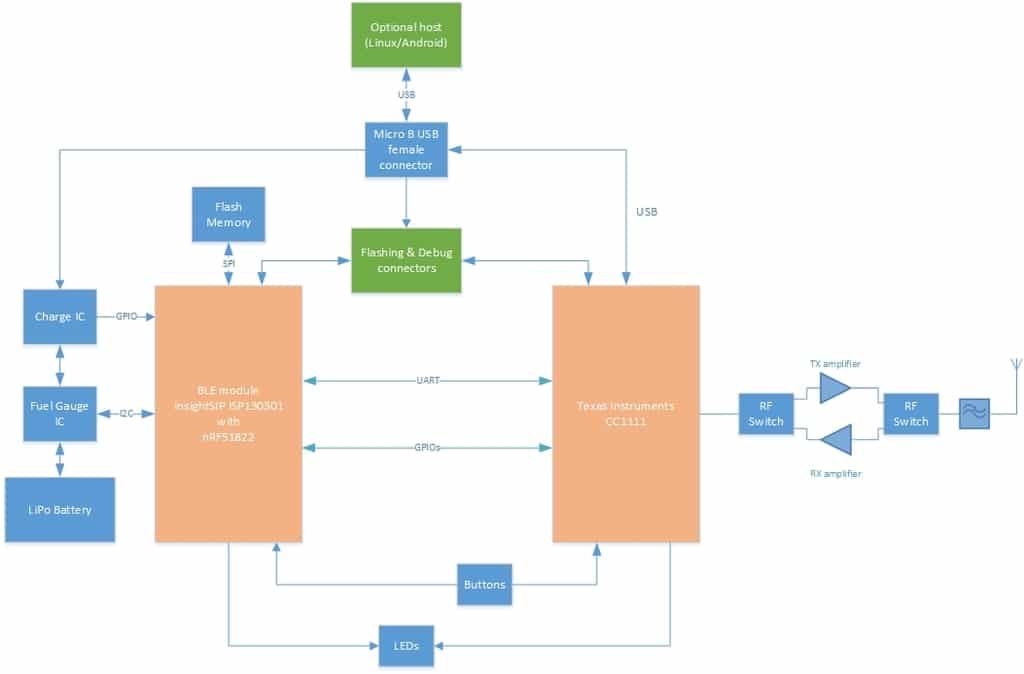 Optional host
(Linux/Android)
USB
Micro B USB
female
connector
Flash
Memory
USB
SPI
Flashing & Debug
connectors
Charge IC
GPIO
BLE module
insightSIP ISP130301
with
nRF51822
UART
Texas Instruments
CC1111
TX amplifier
Fuel Gauge
IC
I2C
RF
Switch
RF
Switch
GPIOs
RX amplifier
LiPo Battery
Buttons
LEDs